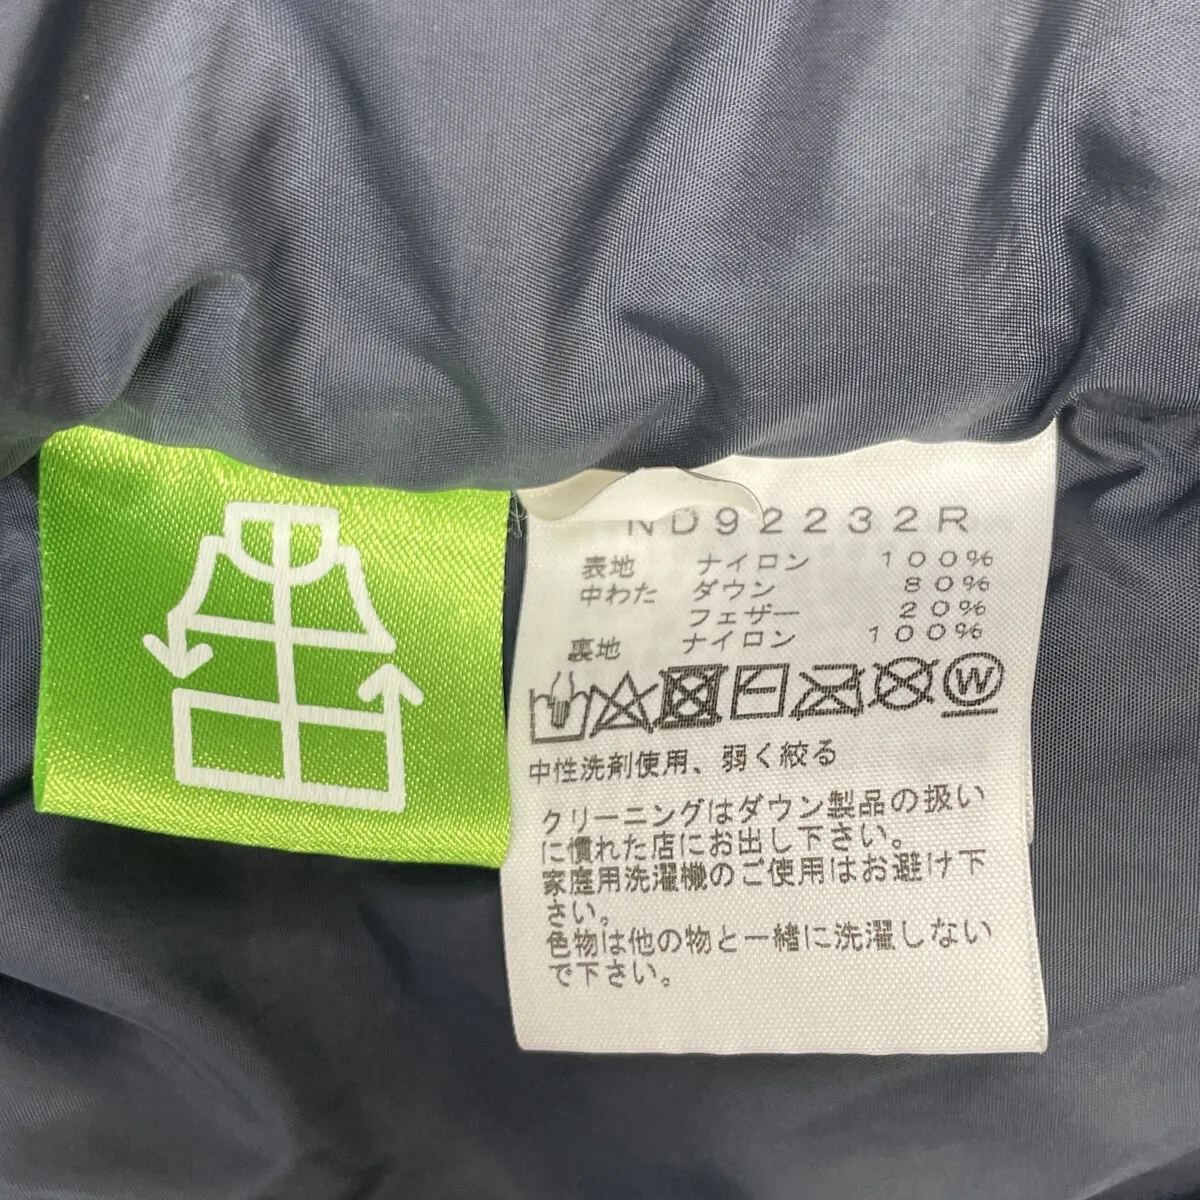 ND92232R
表地 ナイロン 100%
中わた ダウン 80%
フェザー 20%
裏地 ナイロン 100%
W
中性洗剤使用、弱く絞る
クリーニングはダウン製品の扱い
に慣れた店にお出し下さい。
家庭用洗濯機のご使用はお避け下
さい。
色物は他の物と一緒に洗濯しない
で下さい。